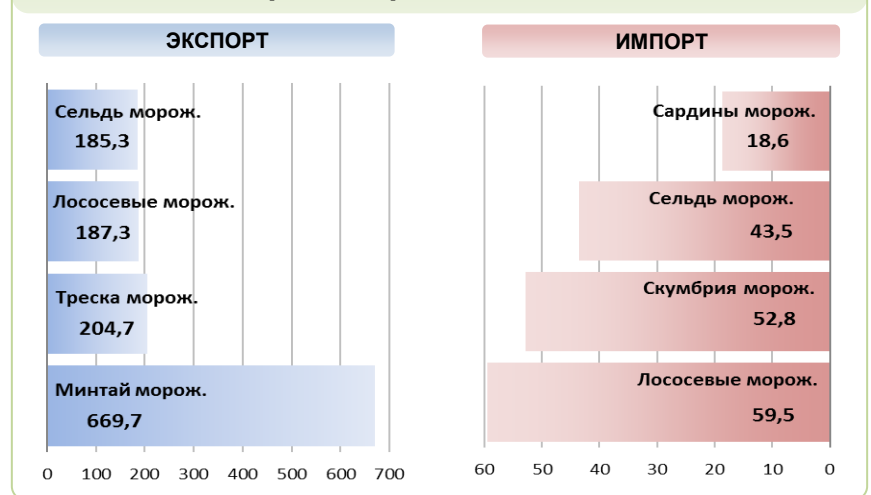 ЭКСПОРТ
Сельдь морож.
185,3
Лососевые морож.
187,3
Треска морож.
204,7
Минтай морож.
669,7
0 100 200 300 400 500 600 700
ИМПОРТ
Сардины морож.
18,6
Сельдь морож.
43,5
Скумбрия морож.
52,8
Лососевые морож.
59,5
60 50 40 30 20 10 0